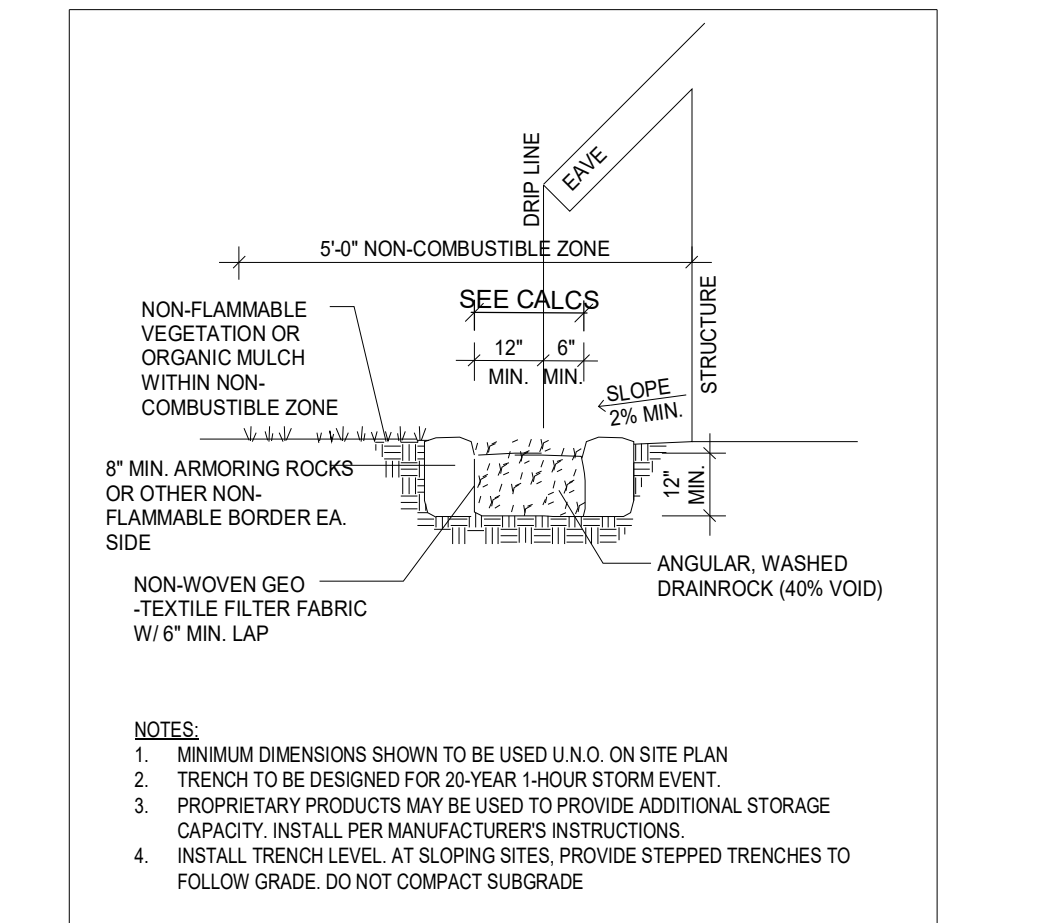 DRIP LINE
EAVE
5'-0" NON-COMBUSTIBLE ZONE
SEE CALCS
STRUCTURE
NON-FLAMMABLE
VEGETATION OR
ORGANIC MULCH
WITHIN NON-
COMBUSTIBLE ZONE
12"
MIN.
6"
MIN.
SLOPE
2% MIN.
8" MIN. ARMORING ROCKS
OR OTHER NON-
FLAMMABLE BORDER EA.
SIDE
12"
MIN.
NON-WOVEN GEO
-TEXTILE FILTER FABRIC
W/ 6" MIN. LAP
ANGULAR, WASHED
DRAINROCK (40% VOID)
NOTES:
1. MINIMUM DIMENSIONS SHOWN TO BE USED U.N.O. ON SITE PLAN
2. TRENCH TO BE DESIGNED FOR 20-YEAR 1-HOUR STORM EVENT.
3. PROPRIETARY PRODUCTS MAY BE USED TO PROVIDE ADDITIONAL STORAGE
CAPACITY. INSTALL PER MANUFACTURER'S INSTRUCTIONS.
4. INSTALL TRENCH LEVEL. AT SLOPING SITES, PROVIDE STEPPED TRENCHES TO
FOLLOW GRADE. DO NOT COMPACT SUBGRADE